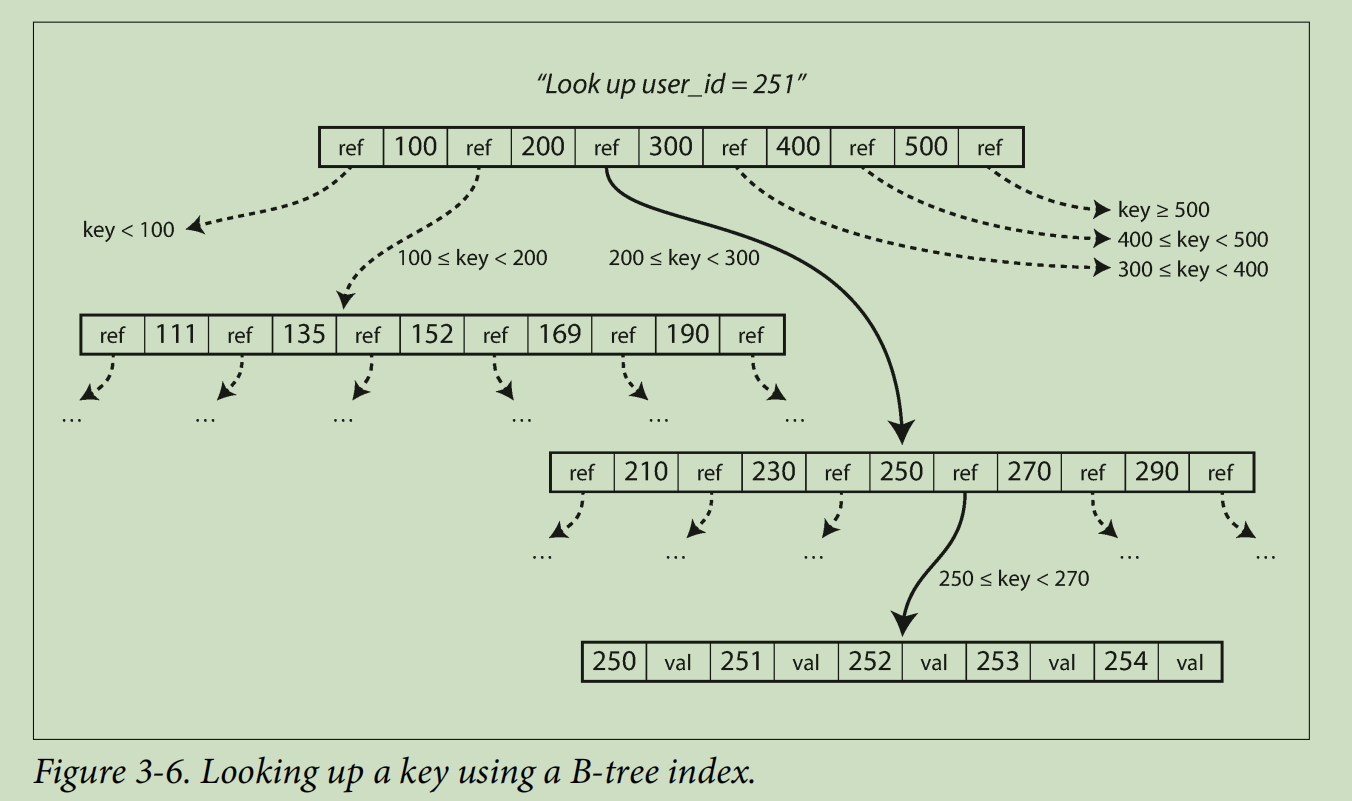 “Look up user_id = 251”
ref 100 ref 200 ref 300 ref 400 ref 500 ref
key < 100
100 ≤ key < 200
200 ≤ key < 300
key ≥ 500
400 ≤ key < 500
300 ≤ key < 400
ref 111 ref 135 ref 152 ref 169 ref 190 ref
... ... ... ... ... ...
ref 210 ref 230 ref 250 ref 270 ref 290 ref
... ... ... ... ...
250 ≤ key < 270
250 val 251 val 252 val 253 val 254 val
Figure 3-6. Looking up a key using a B-tree index.